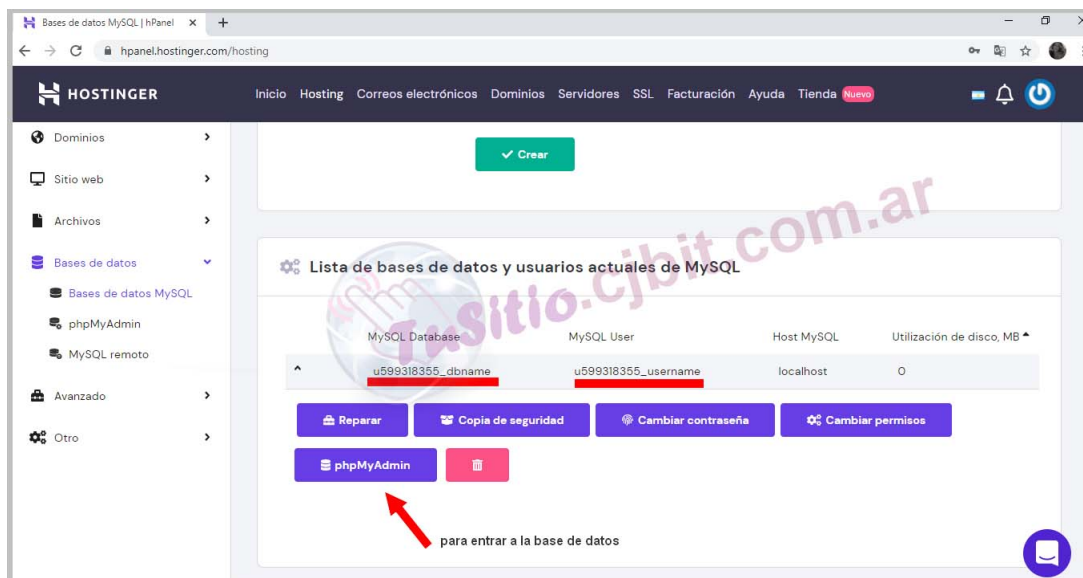 Bases de datos MySQL | hPanel
hpanel.hostinger.com/hosting
HOSTINGER
Inicio Hosting Correos electrónicos Dominios Servidores SSL Facturación Ayuda Tienda Nuevo
Dominios
Sitio web
Archivos
Bases de datos
Bases de datos MySQL
phpMyAdmin
MySQL remoto
Avanzado
Otro
Crear
TuSitio.cjbit.com.ar
Lista de bases de datos y usuarios actuales de MySQL
MySQL Database MySQL User Host MySQL Utilización de disco, MB
u599318355_dbname u599318355_username localhost 0
Reparar Copia de seguridad Cambiar contraseña Cambiar permisos
phpMyAdmin
para entrar a la base de datos